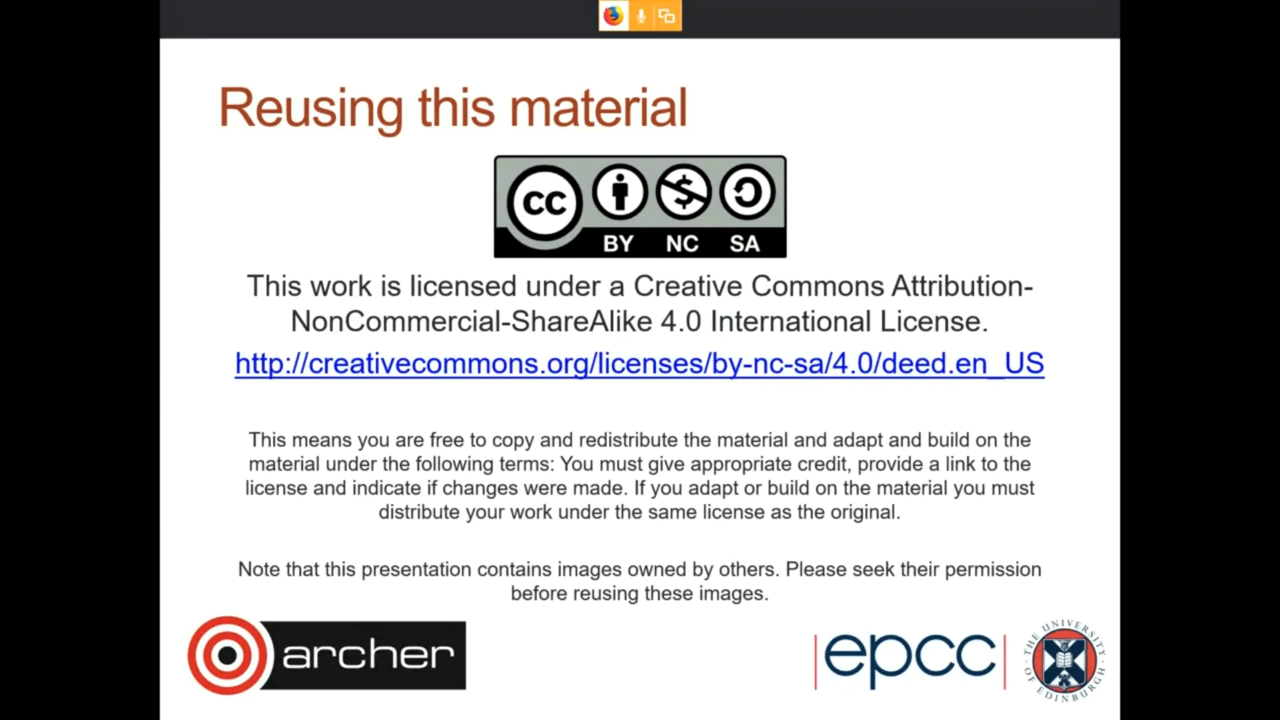 Reusing this material
CC
BY NC SA
This work is licensed under a Creative Commons Attribution-
NonCommercial-ShareAlike 4.0 International License.
http://creativecommons.org/licenses/by-nc-sa/4.0/deed.en_US
This means you are free to copy and redistribute the material and adapt and build on the
material under the following terms: You must give appropriate credit, provide a link to the
license and indicate if changes were made. If you adapt or build on the material you must
distribute your work under the same license as the original.
Note that this presentation contains images owned by others. Please seek their permission
before reusing these images.
archer
epcc
THE UNIVERSITY
OF EDINBURGH